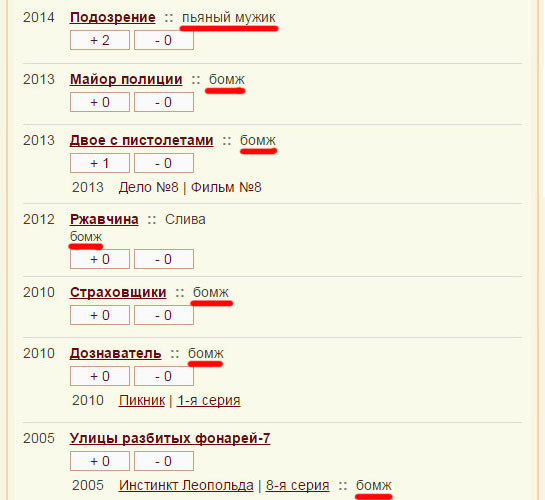 2014 Подозрение :: пьяный мужик
+ 2 - 0
2013 Майор полиции :: бомж
+ 0 - 0
2013 Двое с пистолетами :: бомж
+ 1 - 0
2013 Дело №8 | Фильм №8
2012 Ржавчина :: Слива
бомж
+ 0 - 0
2010 Страховщики :: бомж
+ 0 - 0
2010 Дознаватель :: бомж
+ 0 - 0
2010 Пикник | 1-я серия
2005 Улицы разбитых фонарей-7
+ 0 - 0
2005 Инстинкт Леопольда | 8-я серия :: бомж